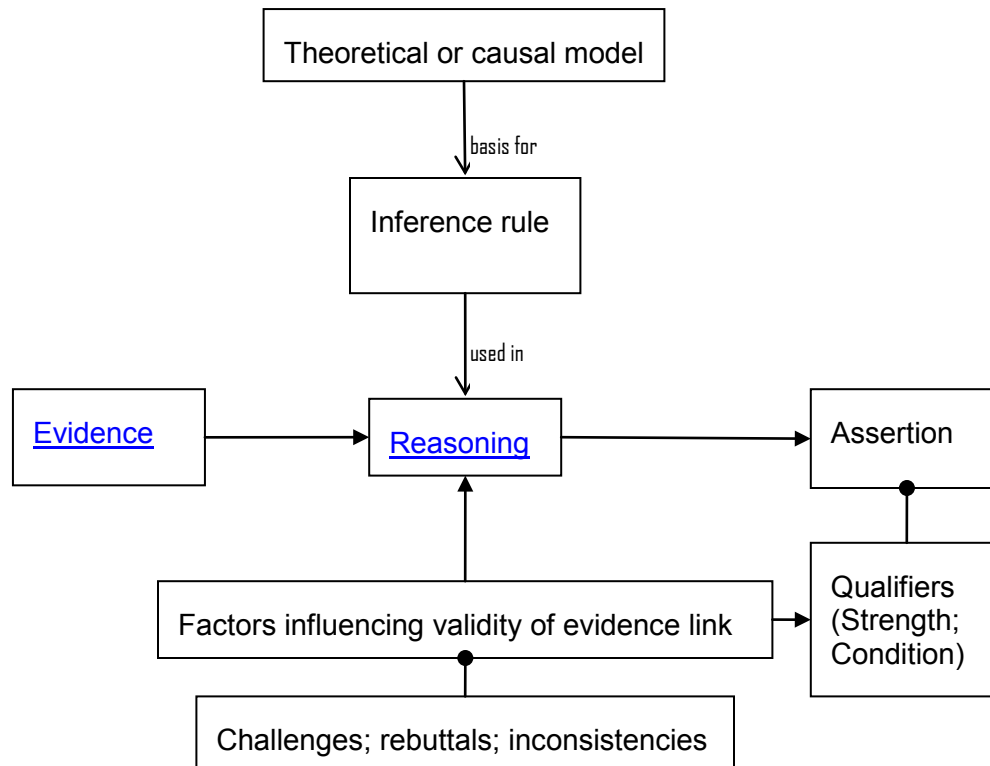 Theoretical or causal model
basis for
Inference rule
used in
Evidence
Reasoning
Assertion
Factors influencing validity of evidence link
Qualifiers
(Strength;
Condition)
Challenges; rebuttals; inconsistencies